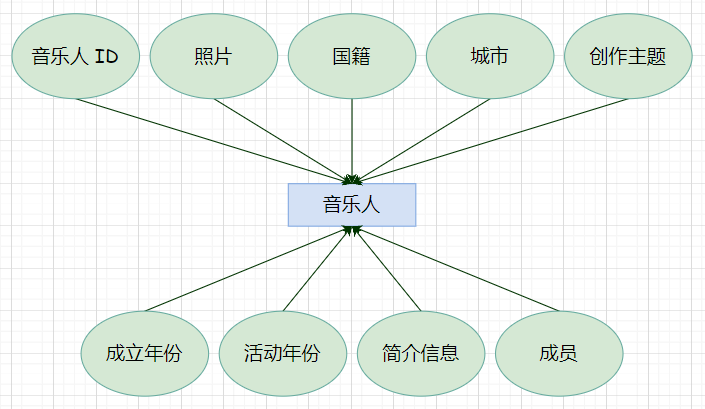 音乐人 ID
照片
国籍
城市
创作主题
音乐人
成立年份
活动年份
简介信息
成员